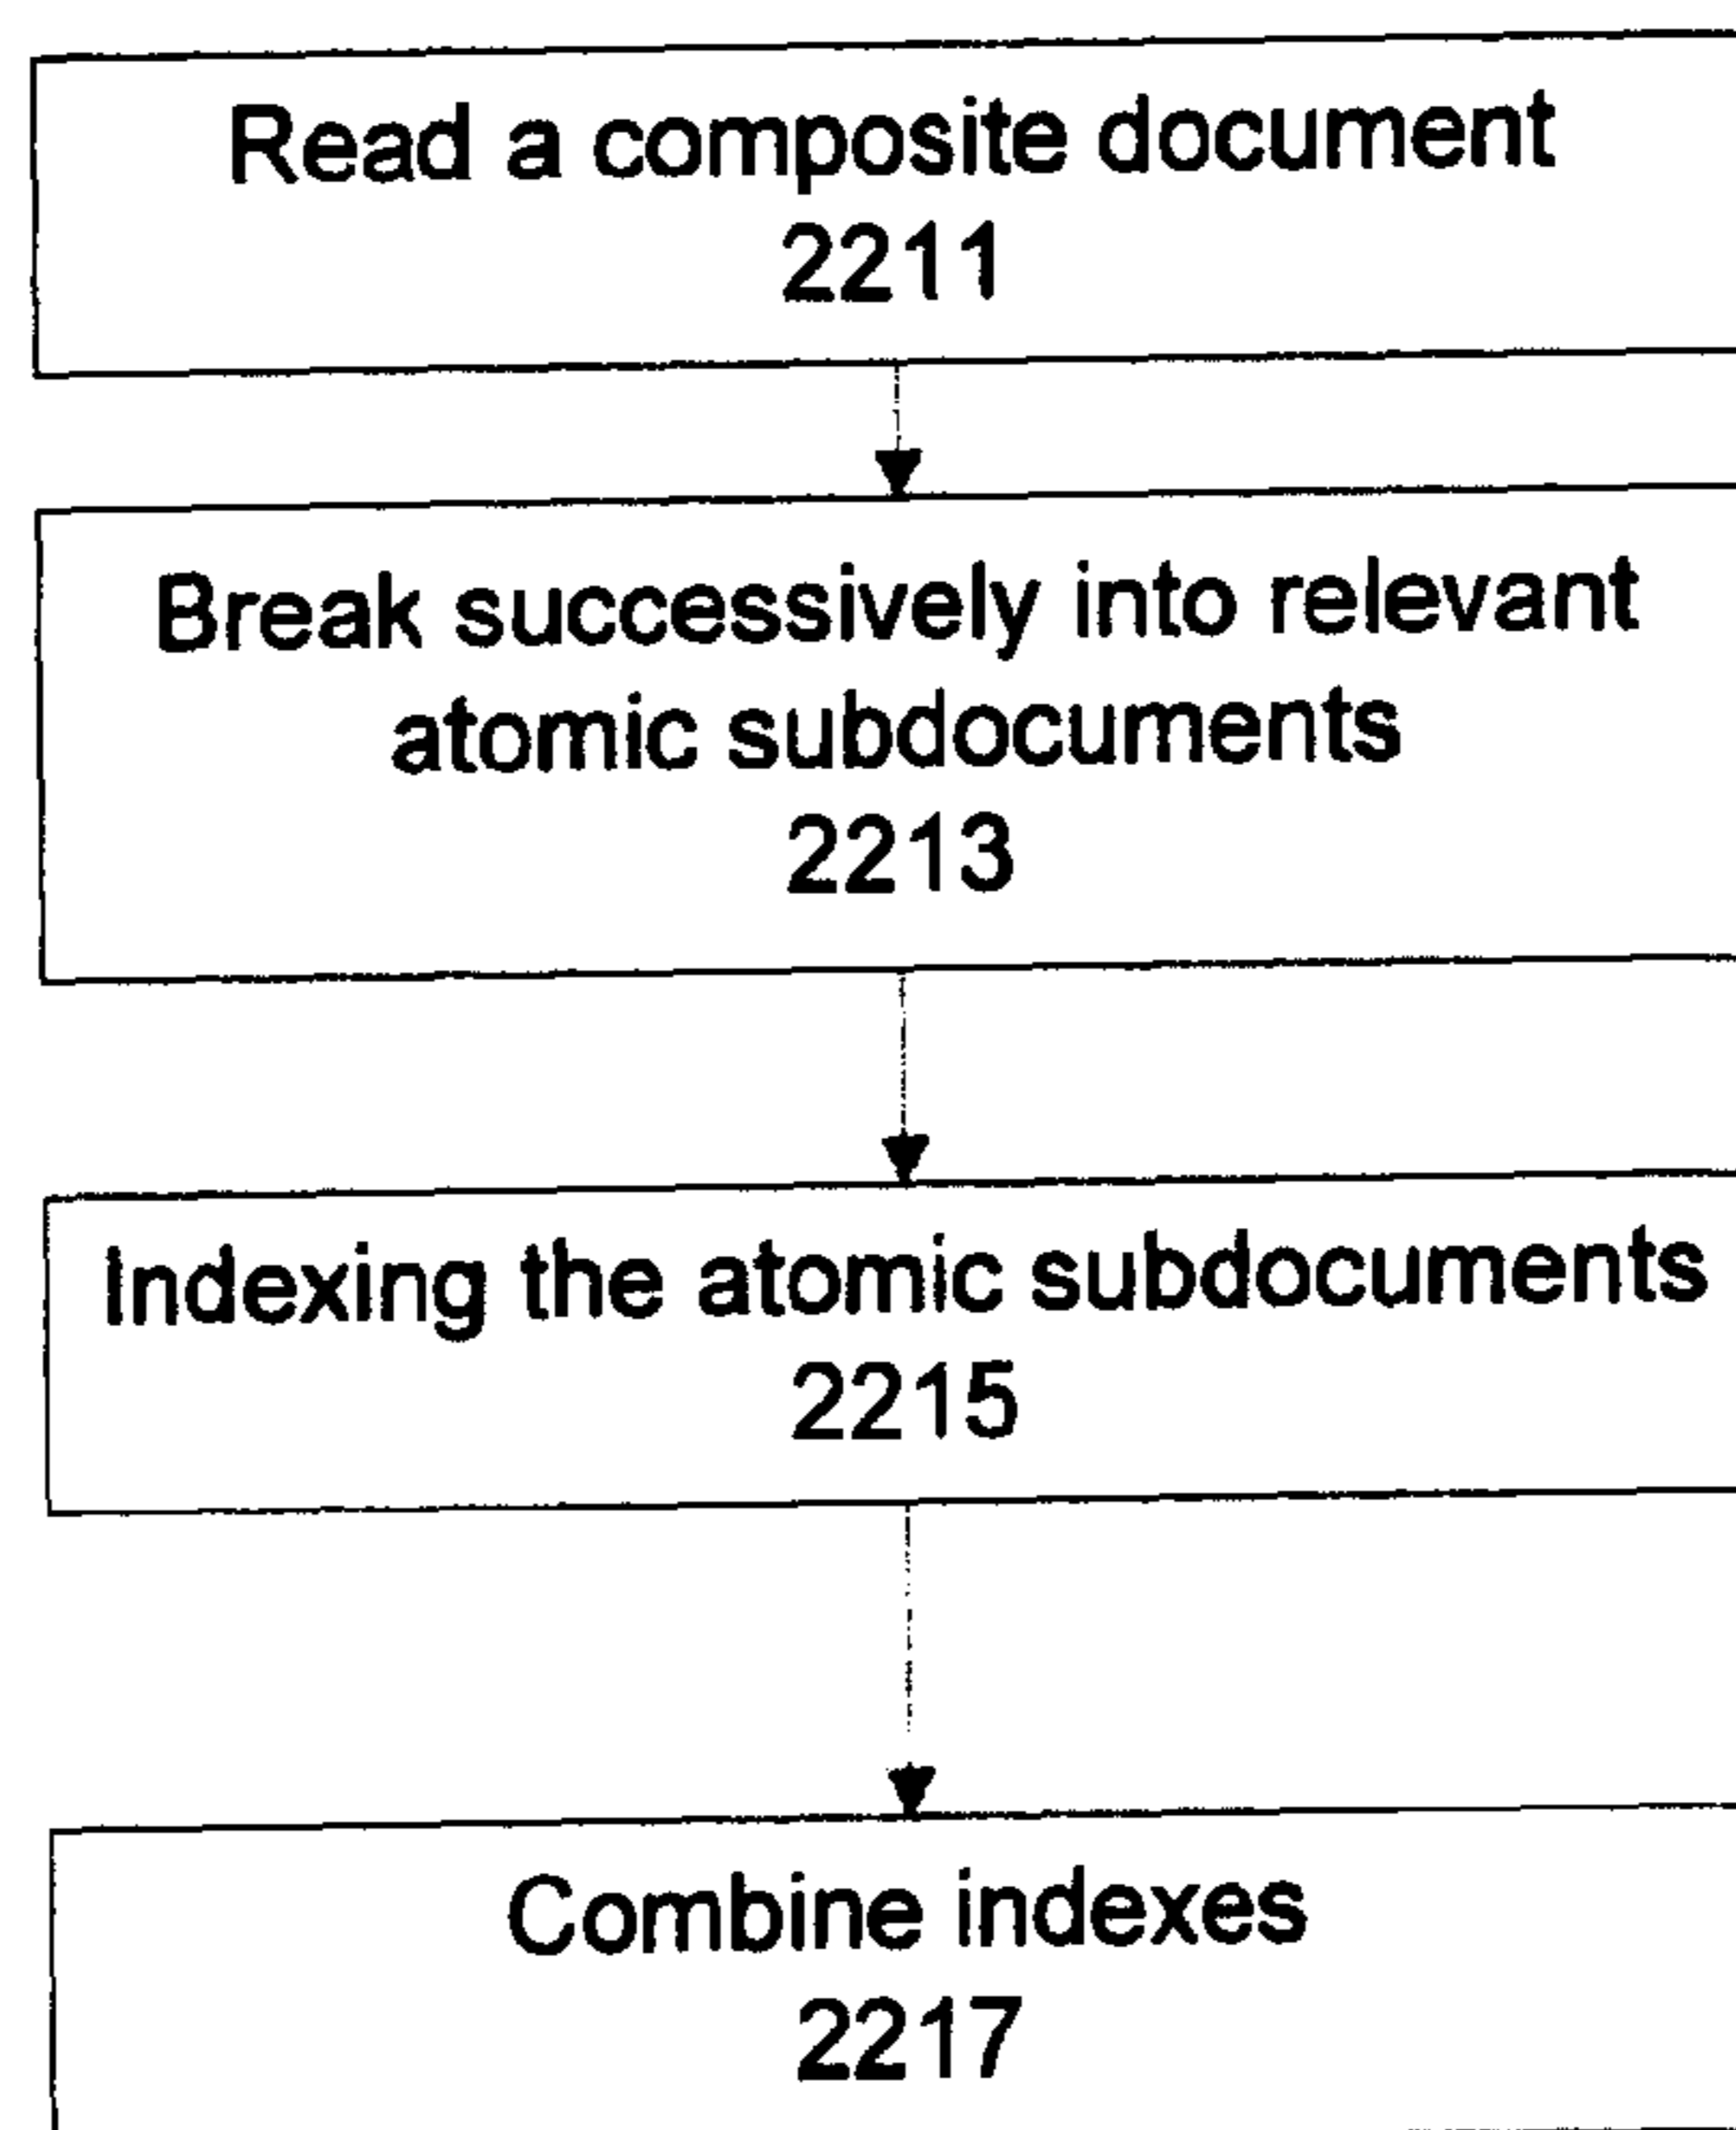 Read a composite document
2211
Break successively into relevant
atomic subdocuments
2213
Indexing the atomic subdocuments
2215
Combine indexes
2217